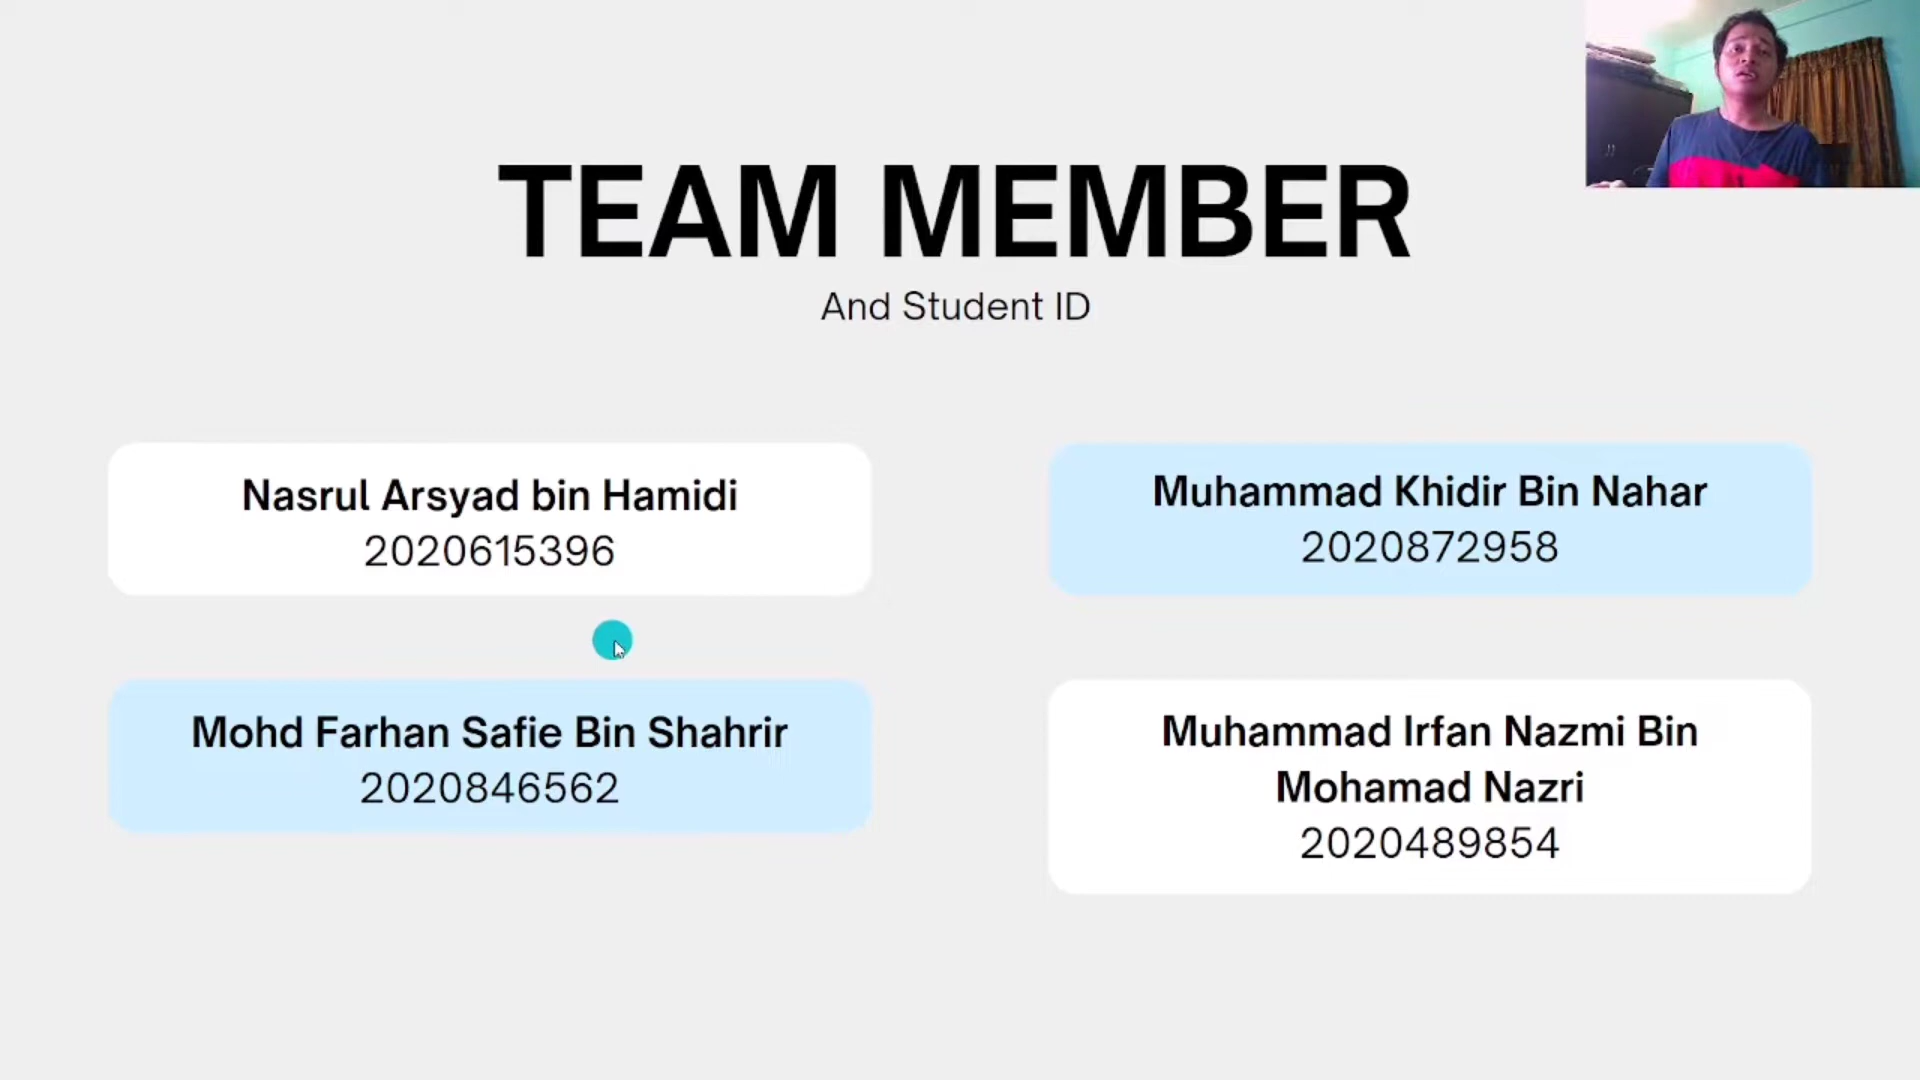 TEAM MEMBER
And Student ID
Nasrul Arsyad bin Hamidi
2020615396
Muhammad Khidir Bin Nahar
2020872958
Mohd Farhan Safie Bin Shahrir
2020846562
Muhammad Irfan Nazmi Bin
Mohamad Nazri
2020489854